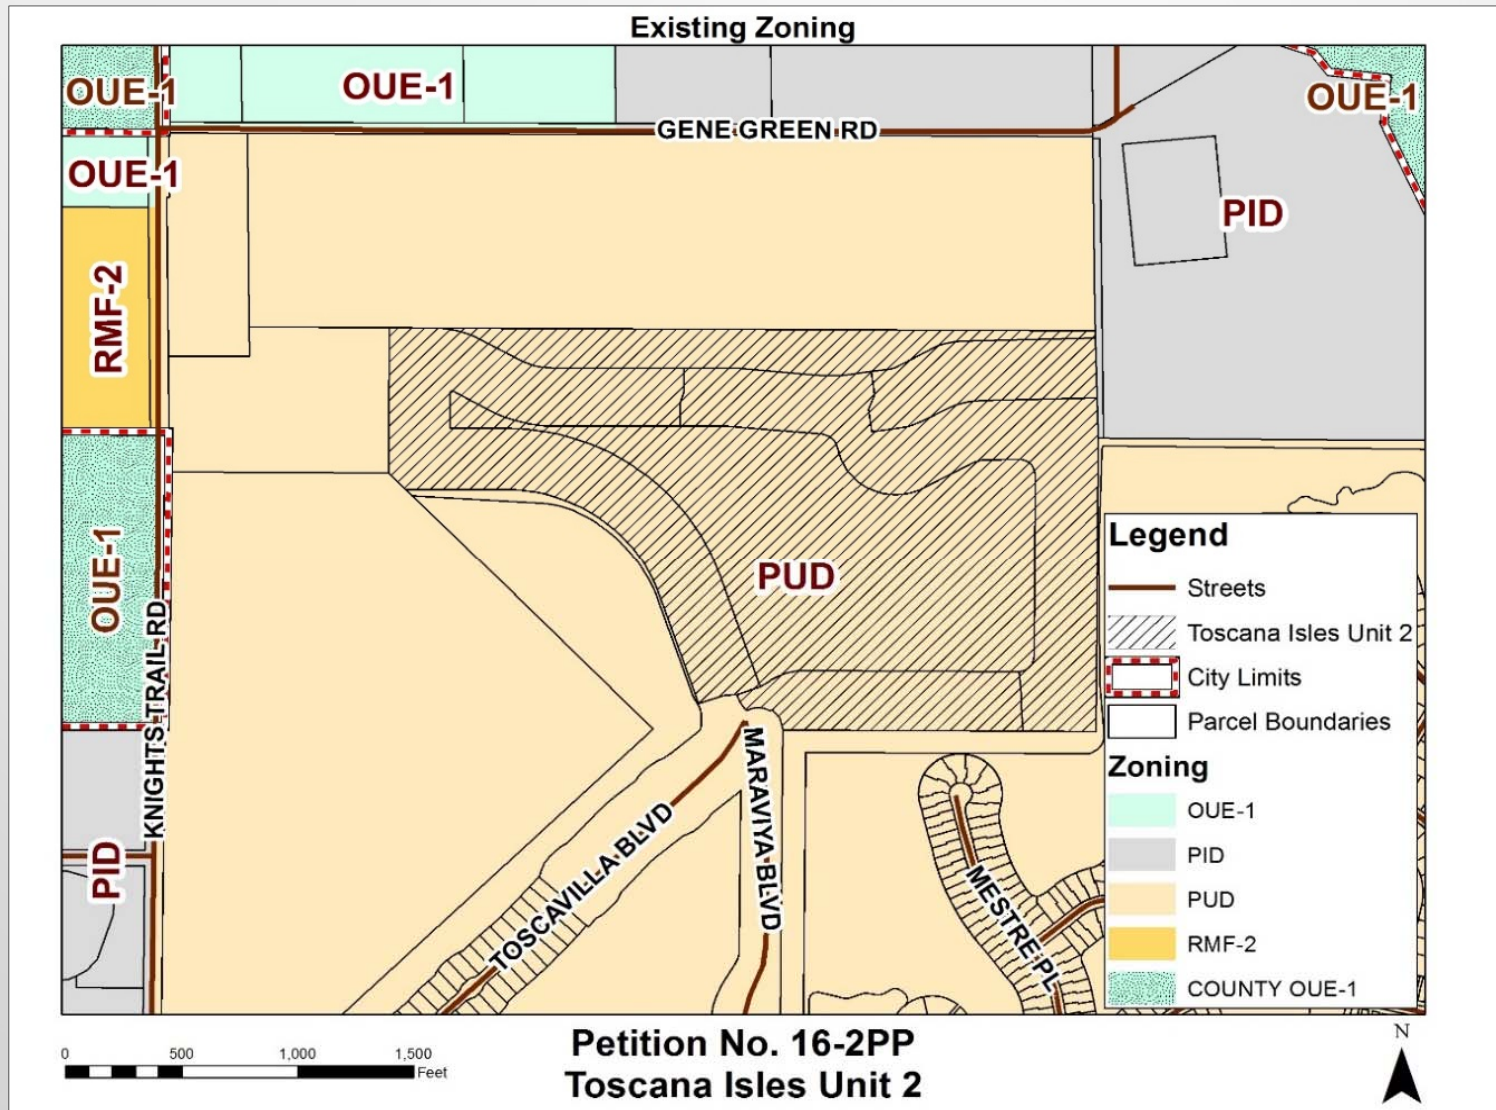 Existing Zoning
OUE-1
OUE-1
OUE-1
GENE GREEN RD
OUE-1
PID
RMF-2
OUE-1
PUD
KNIGHTS TRAIL RD
PID
TOSCAVILLA BLVD
MARAVIYA BLVD
MESTRE PL
Legend
Streets
Toscana Isles Unit 2
City Limits
Parcel Boundaries
Zoning
OUE-1
PID
PUD
RMF-2
COUNTY OUE-1
0 500 1,000 1,500
Feet
Petition No. 16-2PP
Toscana Isles Unit 2
N